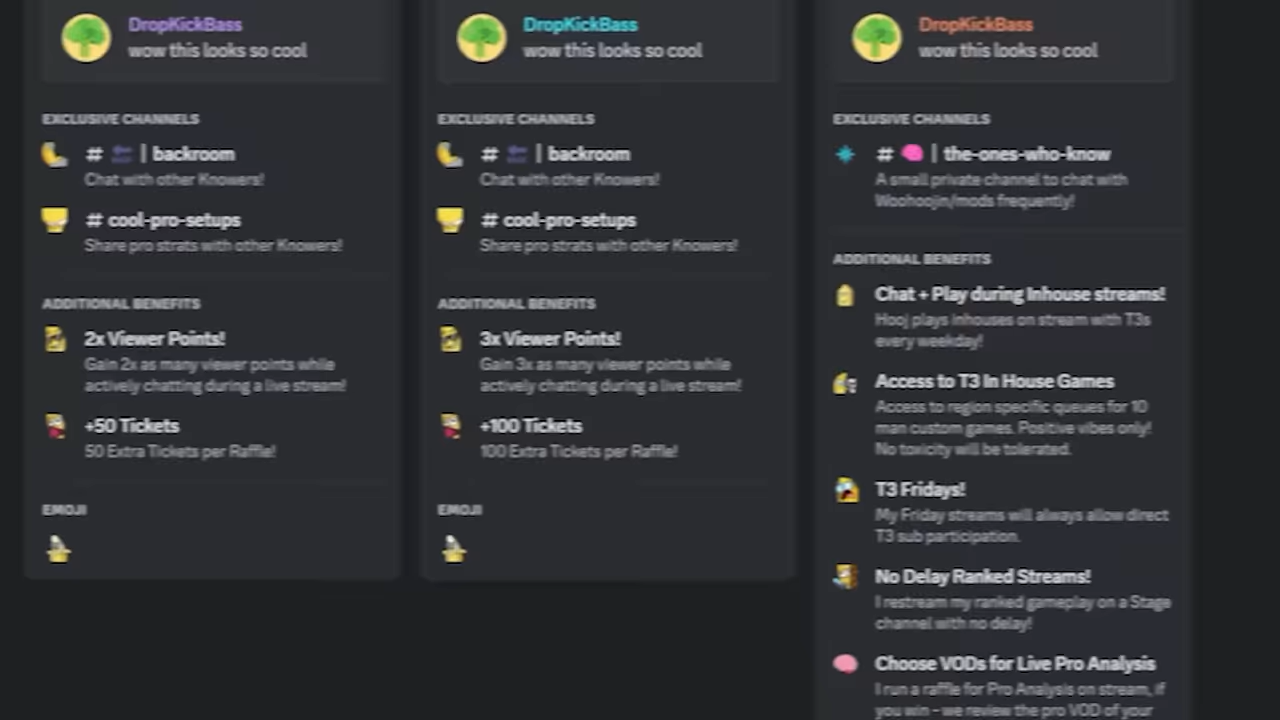 DropKickBass
wow this looks so cool
EXCLUSIVE CHANNELS
# | backroom
Chat with other Knowers!
# cool-pro-setups
Share pro strats with other Knowers!
ADDITIONAL BENEFITS
2x Viewer Points!
Gain 2x as many viewer points while
actively chatting during a live stream!
+50 Tickets
50 Extra Tickets per Raffle!
EMOJI
DropKickBass
wow this looks so cool
EXCLUSIVE CHANNELS
# | backroom
Chat with other Knowers!
# cool-pro-setups
Share pro strats with other Knowers!
ADDITIONAL BENEFITS
3x Viewer Points!
Gain 3x as many viewer points while
actively chatting during a live stream!
+100 Tickets
100 Extra Tickets per Raffle!
EMOJI
DropKickBass
wow this looks so cool
EXCLUSIVE CHANNELS
# | the-ones-who-know
A small private channel to chat with
Woohoojin/mods frequently!
ADDITIONAL BENEFITS
Chat + Play during Inhouse streams!
Hooj plays inhouses on stream with T3s
every weekday!
Access to T3 In House Games
Access to region specific queues for 10
man custom games. Positive vibes only!
No toxicity will be tolerated.
T3 Fridays!
My Friday streams will always allow direct
T3 sub participation.
No Delay Ranked Streams!
I restream my ranked gameplay on a Stage
channel with no delay!
Choose VODs for Live Pro Analysis
I run a raffle for Pro Analysis on stream, if
you win - we review the pro VOD of your